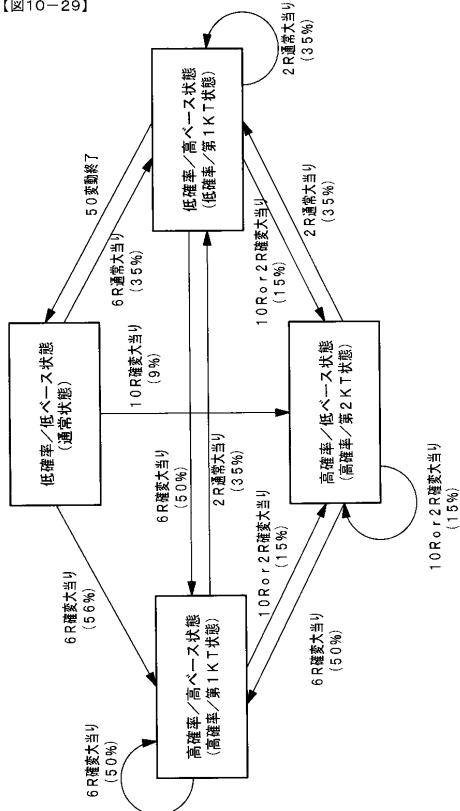 【図10−29】
2R通常大当り
(35%)
低確率/高ベース状態
(低確率/第1KT状態)
50変動終了
6R通常大当り
(35%)
10Ror2R確変大当り
(15%)
2R通常大当り
(35%)
低確率/低ベース状態
(通常状態)
10R確変大当り
(9%)
6R確変大当り
(50%)
2R通常大当り
(35%)
高確率/低ベース状態
(高確率/第2KT状態)
6R確変大当り
(56%)
10Ror2R確変大当り
(15%)
6R確変大当り
(50%)
10Ror2R確変大当り
(15%)
高確率/高ベース状態
(高確率/第1KT状態)
6R確変大当り
(50%)